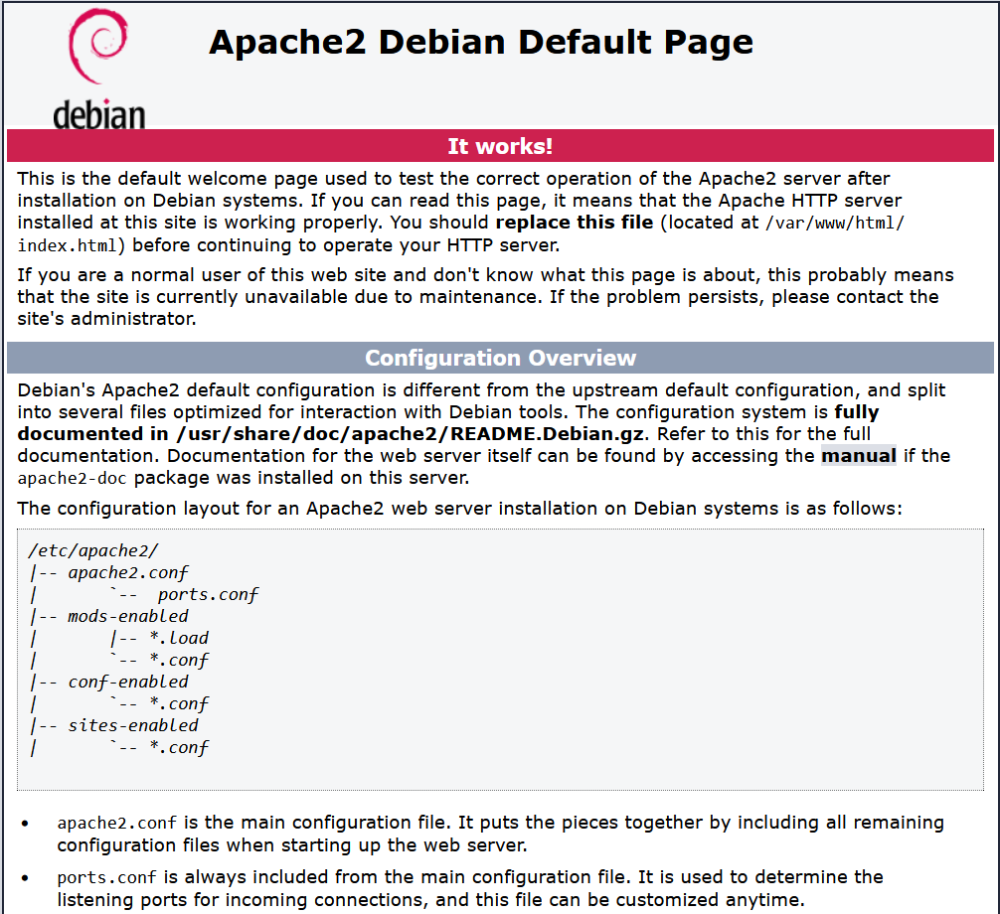 debian
Apache2 Debian Default Page
It works!
This is the default welcome page used to test the correct operation of the Apache2 server after
installation on Debian systems. If you can read this page, it means that the Apache HTTP server
installed at this site is working properly. You should replace this file (located at /var/www/html/
index.html) before continuing to operate your HTTP server.
If you are a normal user of this web site and don't know what this page is about, this probably means
that the site is currently unavailable due to maintenance. If the problem persists, please contact the
site's administrator.
Configuration Overview
Debian's Apache2 default configuration is different from the upstream default configuration, and split
into several files optimized for interaction with Debian tools. The configuration system is fully
documented in /usr/share/doc/apache2/README.Debian.gz. Refer to this for the full
documentation. Documentation for the web server itself can be found by accessing the manual if the
apache2-doc package was installed on this server.
The configuration layout for an Apache2 web server installation on Debian systems is as follows:
/etc/apache2/
|-- apache2.conf
|       `--  ports.conf
|-- mods-enabled
|       |-- *.load
|       `-- *.conf
|-- conf-enabled
|       `-- *.conf
|-- sites-enabled
|       `-- *.conf
• apache2.conf is the main configuration file. It puts the pieces together by including all remaining
configuration files when starting up the web server.
• ports.conf is always included from the main configuration file. It is used to determine the
listening ports for incoming connections, and this file can be customized anytime.